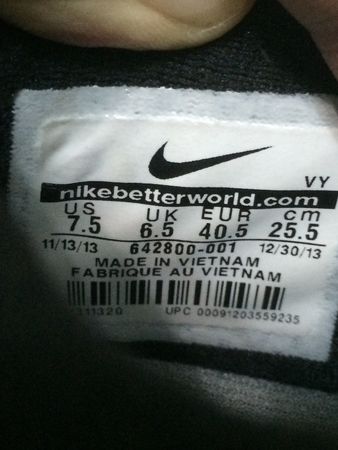 VY
nikebetterworld.com
US UK EUR cm
7.5 6.5 40.5 25.5
11/13/13 642800-001 12/30/13
MADE IN VIETNAM
FABRIQUE AU VIETNAM
UPC 00091203559235